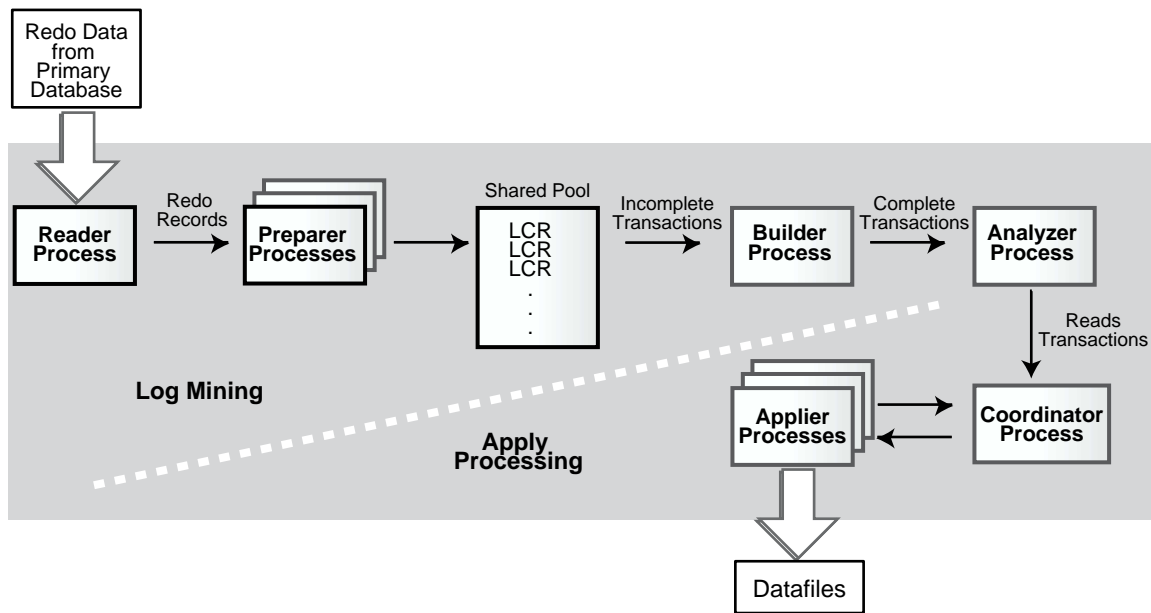 Redo Data
from
Primary
Database
Reader
Process
Redo
Records
Preparer
Processes
Shared Pool
LCR
LCR
LCR
.
.
.
Incomplete
Transactions
Builder
Process
Complete
Transactions
Analyzer
Process
Reads
Transactions
Log Mining
Apply
Processing
Applier
Processes
Coordinator
Process
Datafiles